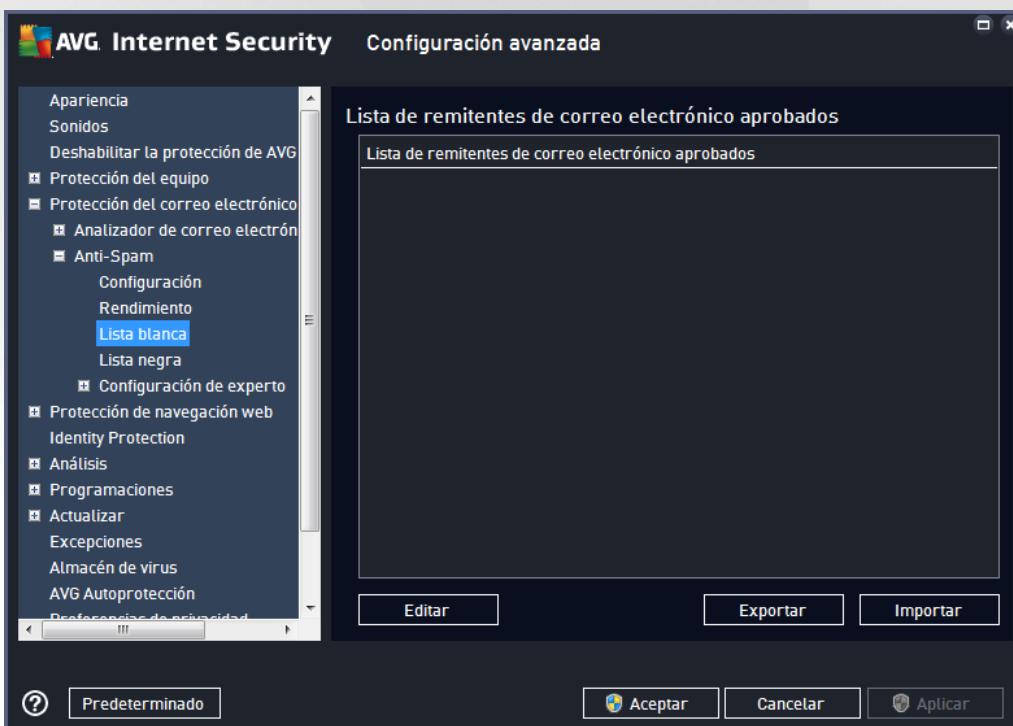 AVG. Internet Security Configuración avanzada
Apariencia
Sonidos
Deshabilitar la protección de AVG
Protección del equipo
Protección del correo electrónico
Analizador de correo electrón
Anti-Spam
Configuración
Rendimiento
Lista blanca
Lista negra
Configuración de experto
Protección de navegación web
Identity Protection
Análisis
Programaciones
Actualizar
Excepciones
Almacén de virus
AVG Autoprotección
Preferencias de privacidad
Lista de remitentes de correo electrónico aprobados
Lista de remitentes de correo electrónico aprobados
Editar
Exportar
Importar
Predeterminado
Aceptar
Cancelar
Aplicar